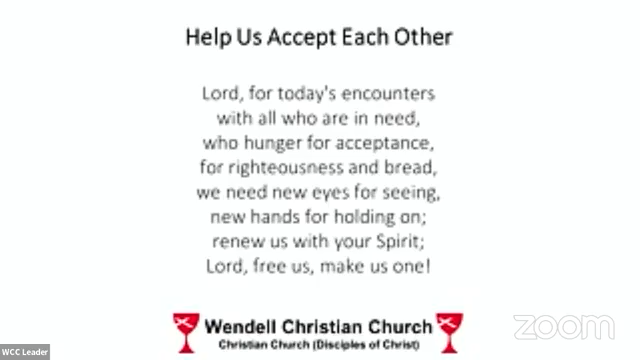 Help Us Accept Each Other
Lord, for today's encounters
with all who are in need,
who hunger for acceptance,
for righteousness and bread,
we need new eyes for seeing,
new hands for holding on;
renew us with your Spirit;
Lord, free us, make us one!
Wendell Christian Church
Christian Church (Disciples of Christ)
zoom
WCC Leader